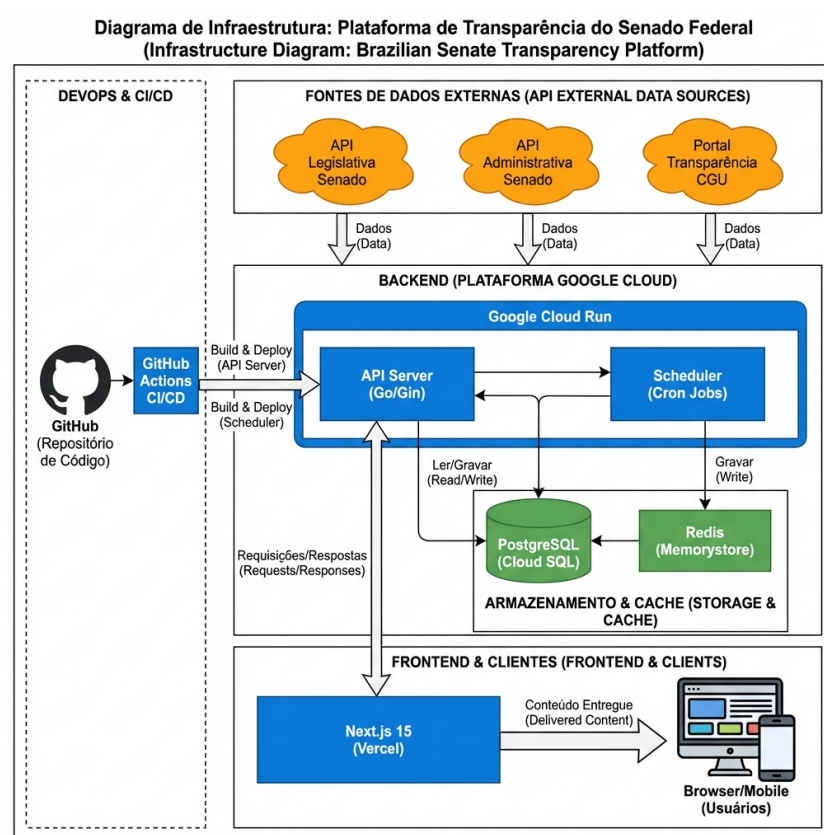 Diagrama de Infraestrutura: Plataforma de Transparência do Senado Federal
(Infrastructure Diagram: Brazilian Senate Transparency Platform)
DEVOPS & CI/CD
FONTES DE DADOS EXTERNAS (API EXTERNAL DATA SOURCES)
API
Legislativa
Senado
API
Administrativa
Senado
Portal
Transparência
CGU
Dados
(Data)
Dados
(Data)
Dados
(Data)
BACKEND (PLATAFORMA GOOGLE CLOUD)
Google Cloud Run
GitHub
(Repositório
de Código)
GitHub
Actions
CI/CD
Build & Deploy
(API Server)
Build & Deploy
(Scheduler)
API Server
(Go/Gin)
Scheduler
(Cron Jobs)
Ler/Gravar
(Read/Write)
Gravar
(Write)
PostgreSQL
(Cloud SQL)
Redis
(Memorystore)
ARMAZENAMENTO & CACHE (STORAGE &
CACHE)
Requisições/Respostas
(Requests/Responses)
FRONTEND & CLIENTES (FRONTEND & CLIENTS)
Next.js 15
(Vercel)
Conteúdo Entregue
(Delivered Content)
Browser/Mobile
(Usuários)